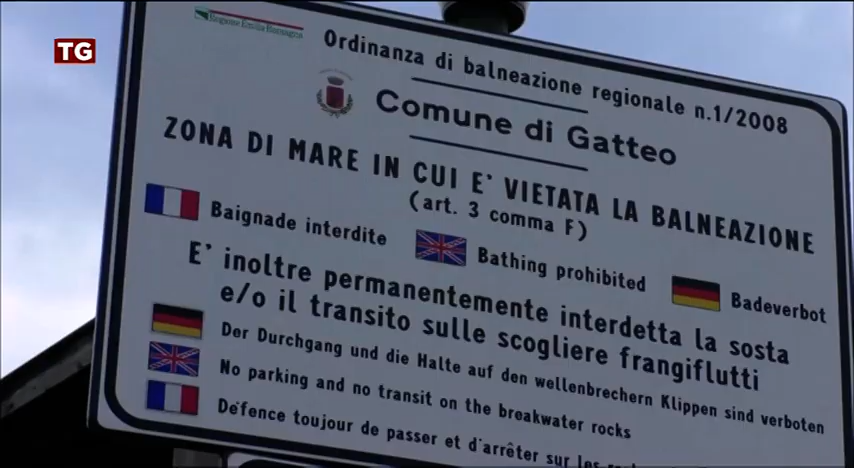 TG
Regione Emilia Romagna
Ordinanza di balneazione regionale n.1/2008
Comune di Gatteo
ZONA DI MARE IN CUI E' VIETATA LA BALNEAZIONE
(art. 3 comma F)
Baignade interdite
Bathing prohibited
Badeverbot
E' inoltre permanentemente interdetta la sosta
e/o il transito sulle scogliere frangiflutti
Der Durchgang und die Halte auf den wellenbrechern Klippen sind verboten
No parking and no transit on the breakwater rocks
Défence toujour de passer et d'arrêter sur les